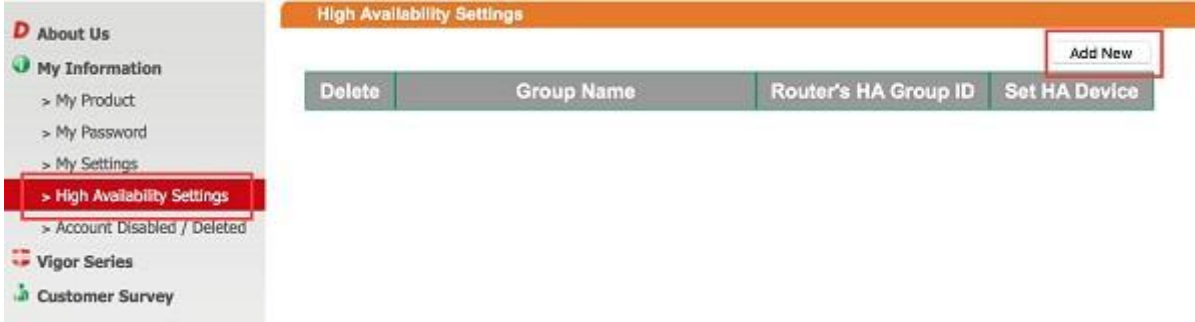 About Us
My Information
> My Product
> My Password
> My Settings
> High Availability Settings
> Account Disabled / Deleted
Vigor Series
Customer Survey
High Availability Settings
Add New
Delete Group Name Router's HA Group ID Set HA Device